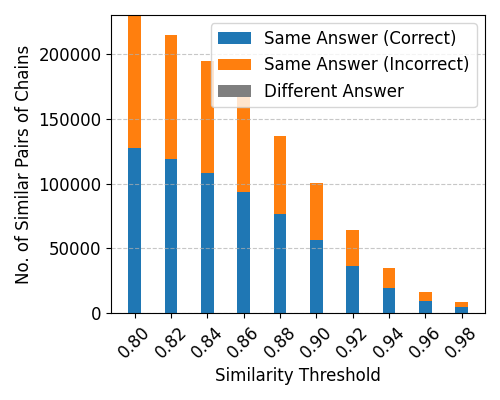 Same Answer (Correct)
Same Answer (Incorrect)
Different Answer
No. of Similar Pairs of Chains
200000
150000
100000
50000
0
0.80 0.82 0.84 0.86 0.88 0.90 0.92 0.94 0.96 0.98
Similarity Threshold